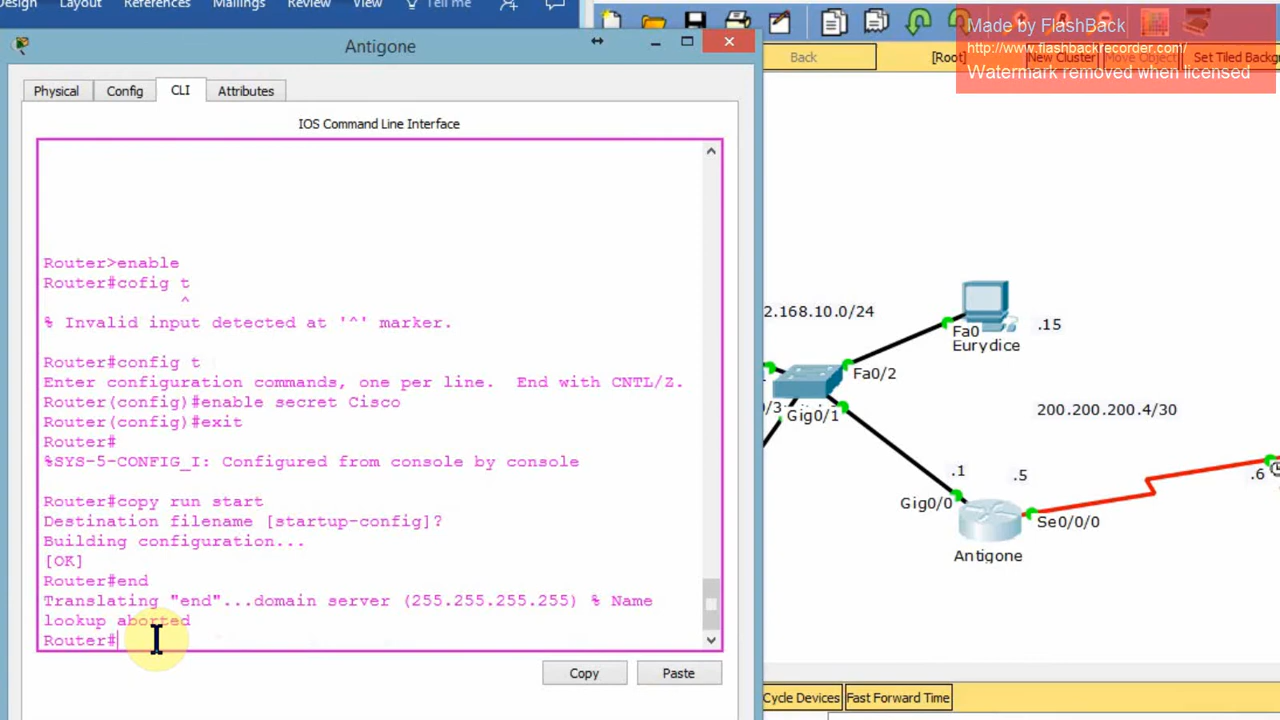 Design References Mailings Review View Tell me
Antigone
Made by FlashBack
http://www.flashbackrecorder.com/
Watermark removed when licensed
Back [Root] New Cluster Move Object Set Tiled Backg
Physical Config CLI Attributes
IOS Command Line Interface
Router>enable
Router#cofig t
^
% Invalid input detected at '^' marker.
Router#config t
Enter configuration commands, one per line. End with CNTL/Z.
Router(config)#enable secret Cisco
Router(config)#exit
Router#
%SYS-5-CONFIG_I: Configured from console by console
Router#copy run start
Destination filename [startup-config]?
Building configuration...
[OK]
Router#end
Translating "end"...domain server (255.255.255.255) % Name
lookup aborted
Router#
Copy Paste
2.168.10.0/24
Fa0
.15
Eurydice
Fa0/2
Gig0/1
200.200.200.4/30
.1
.5
.6
Gig0/0
Se0/0/0
Antigone
Cycle Devices Fast Forward Time